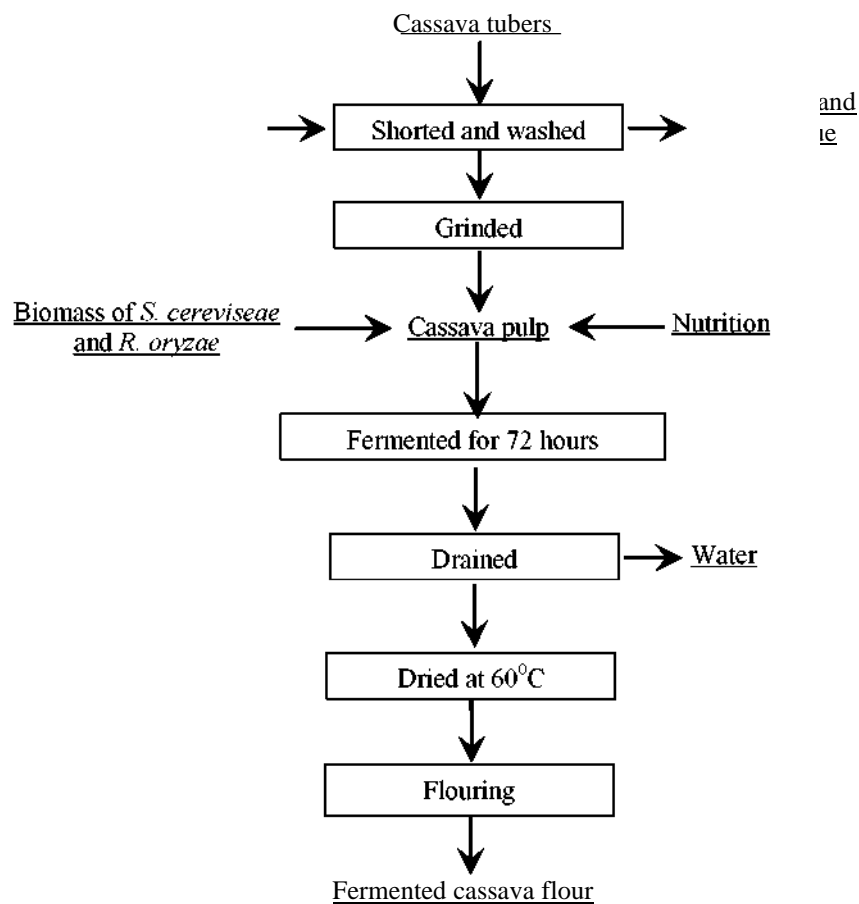 Cassava tubers
and
Shorted and washed
Grinded
Biomass of S. cereviseae
and R. oryzae
Cassava pulp
Nutrition
Fermented for 72 hours
Drained
Water
Dried at 60⁰C
Flouring
Fermented cassava flour